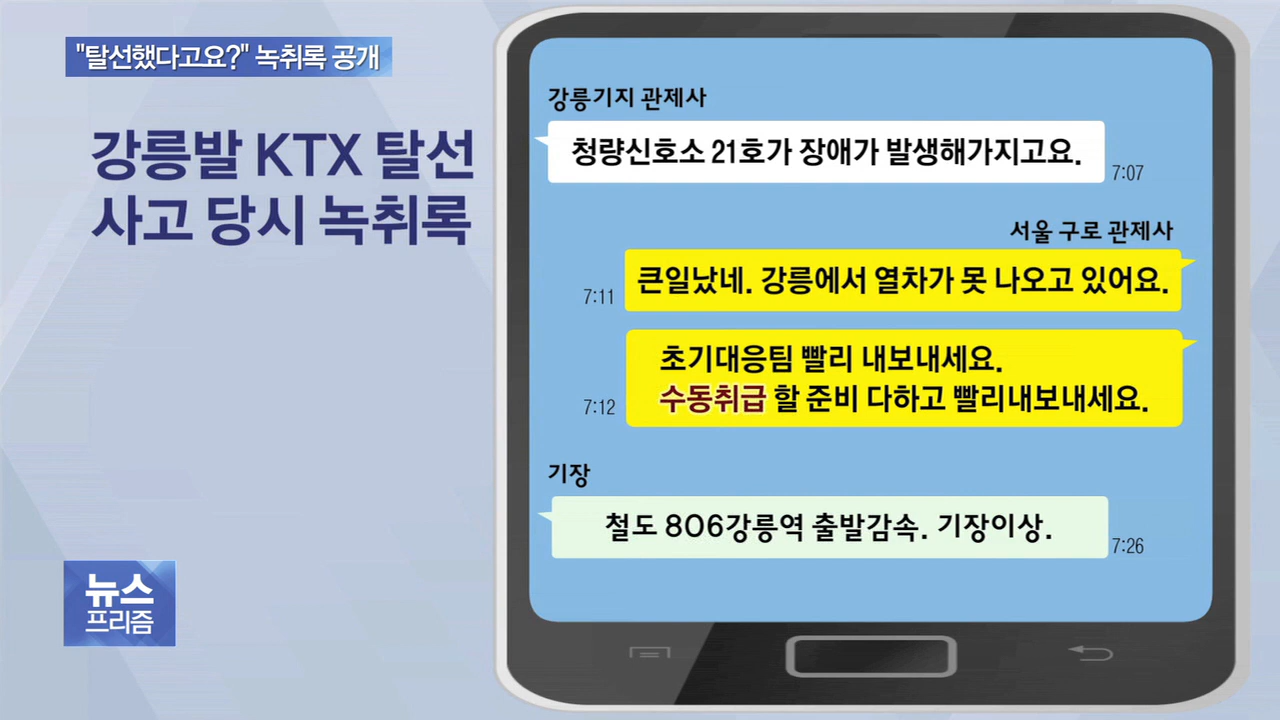 "탈선했다고요?" 녹취록 공개
강릉발 KTX 탈선
사고 당시 녹취록
강릉기지 관제사
청량신호소 21호가 장애가 발생해가지고요.
7:07
서울 구로 관제사
큰일났네. 강릉에서 열차가 못 나오고 있어요.
7:11
초기대응팀 빨리 내보내세요.
수동취급 할 준비 다하고 빨리내보내세요.
7:12
기장
철도 806강릉역 출발감속. 기장이상.
7:26
뉴스
프리즘